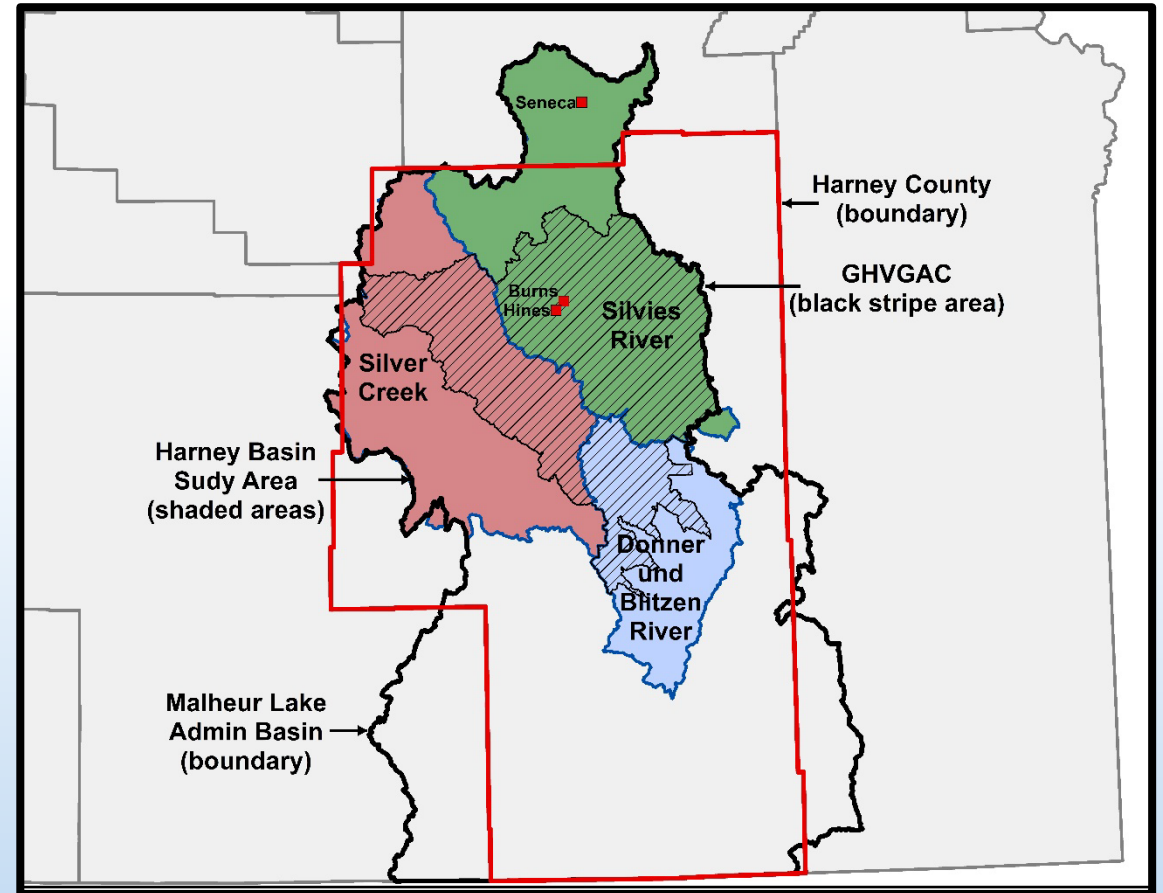 Seneca
Harney County
(boundary)
GHVGAC
(black stripe area)
Burns
Hines
Silvies
River
Silver
Creek
Harney Basin
Sudy Area
(shaded areas)
Donner
und
Blitzen
River
Malheur Lake
Admin Basin
(boundary)